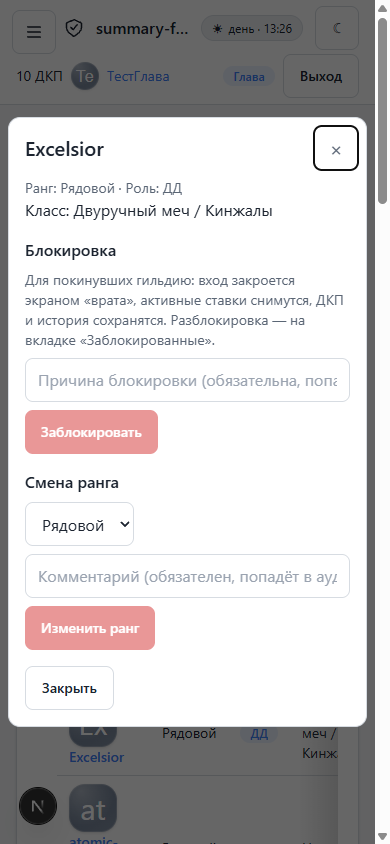 summary-f...
☀ день · 13:26
☾
10 ДКП
Te
ТестГлава
Глава
Выход
Excelsior
×
Ранг: Рядовой · Роль: ДД
Класс: Двуручный меч / Кинжалы
Блокировка
Для покинувших гильдию: вход закроется
экраном «врата», активные ставки снимутся, ДКП
и история сохранятся. Разблокировка — на
вкладке «Заблокированные».
Причина блокировки (обязательна, попа
Заблокировать
Смена ранга
Рядовой
Комментарий (обязателен, попадёт в ауд
Изменить ранг
Закрыть
Ex
Excelsior
Рядовой
ДД
меч /
Кинж
N
at
atomic